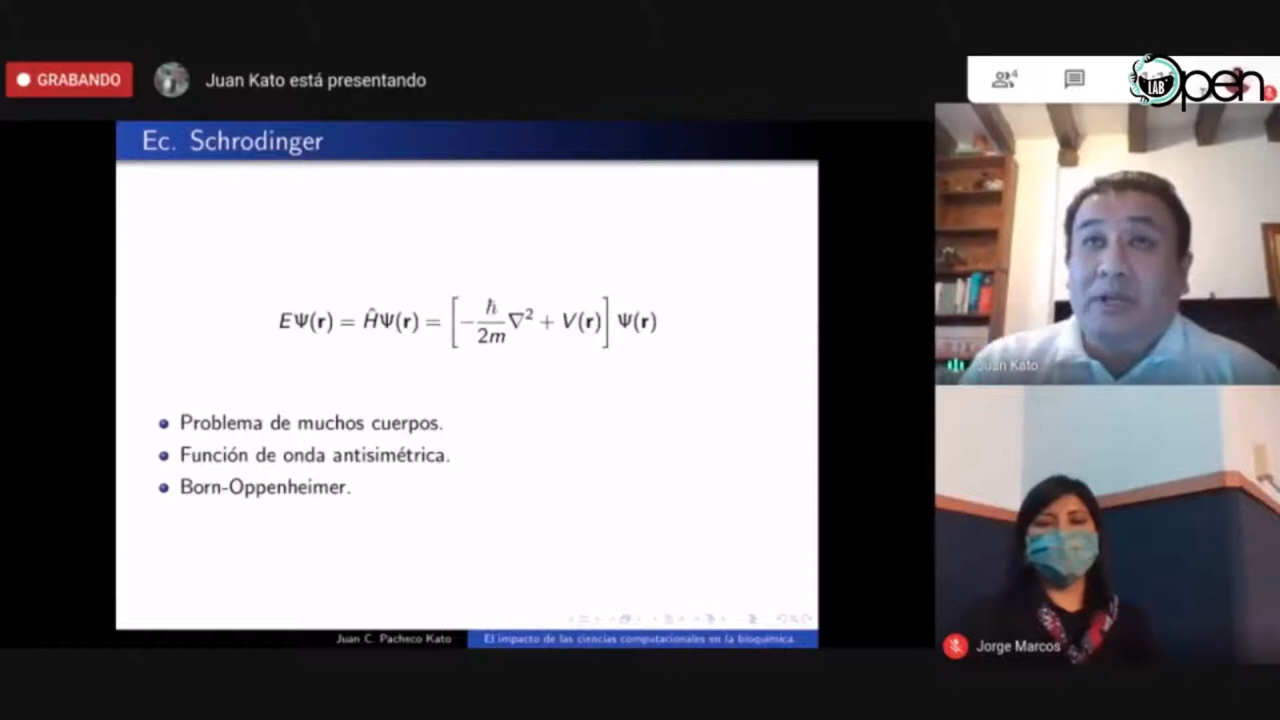 GRABANDO
Juan Kato está presentando
4
LAB
Open
Ec. Schrodinger
EΨ(r) = ĤΨ(r) = [−ħ/2m ∇² + V(r)] Ψ(r)
Problema de muchos cuerpos.
Función de onda antisimétrica.
Born-Oppenheimer.
Juan C. Pacheco Kato
El impacto de las ciencias computacionales en la bioquímica.
Juan Kato
Jorge Marcos